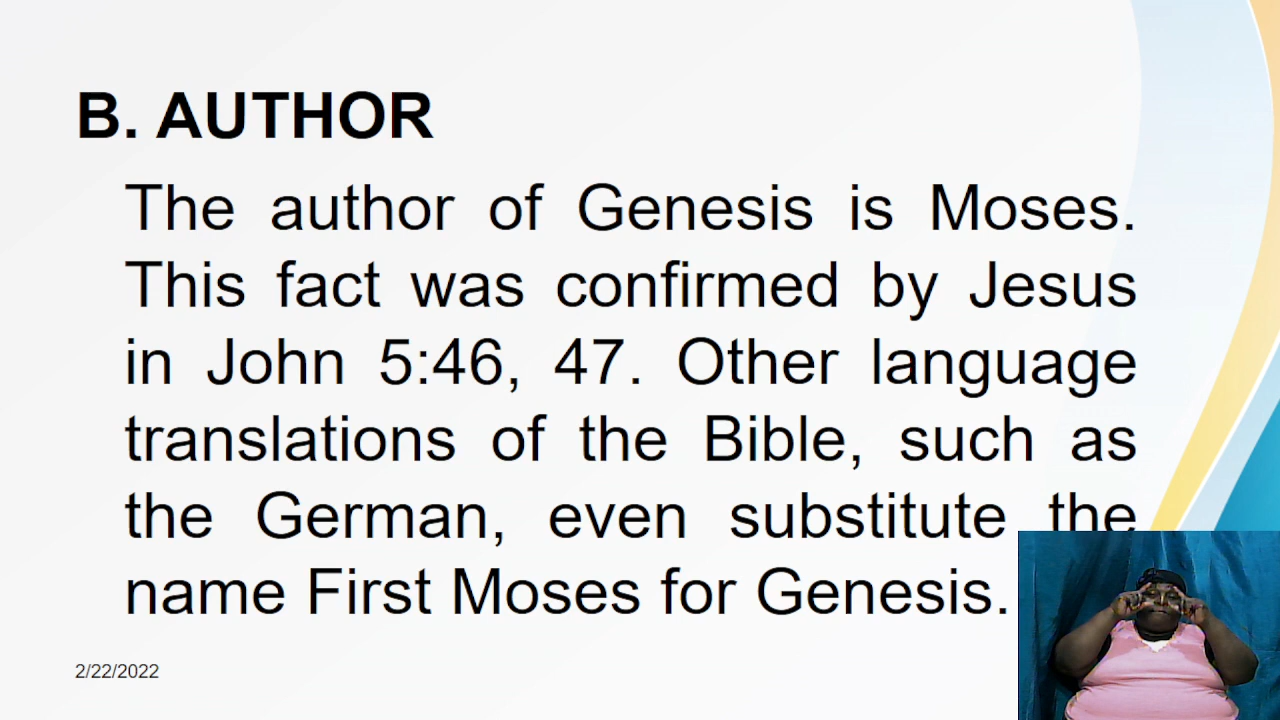 B. AUTHOR
The author of Genesis is Moses.
This fact was confirmed by Jesus
in John 5:46, 47. Other language
translations of the Bible, such as
the German, even substitute the
name First Moses for Genesis.
2/22/2022